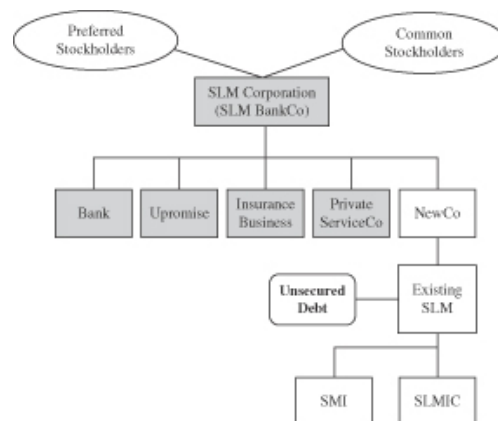 Preferred
Stockholders
Common
Stockholders
SLM Corporation
(SLM BankCo)
Bank
Upromise
Insurance
Business
Private
ServiceCo
NewCo
Unsecured
Debt
Existing
SLM
SMI
SLMIC